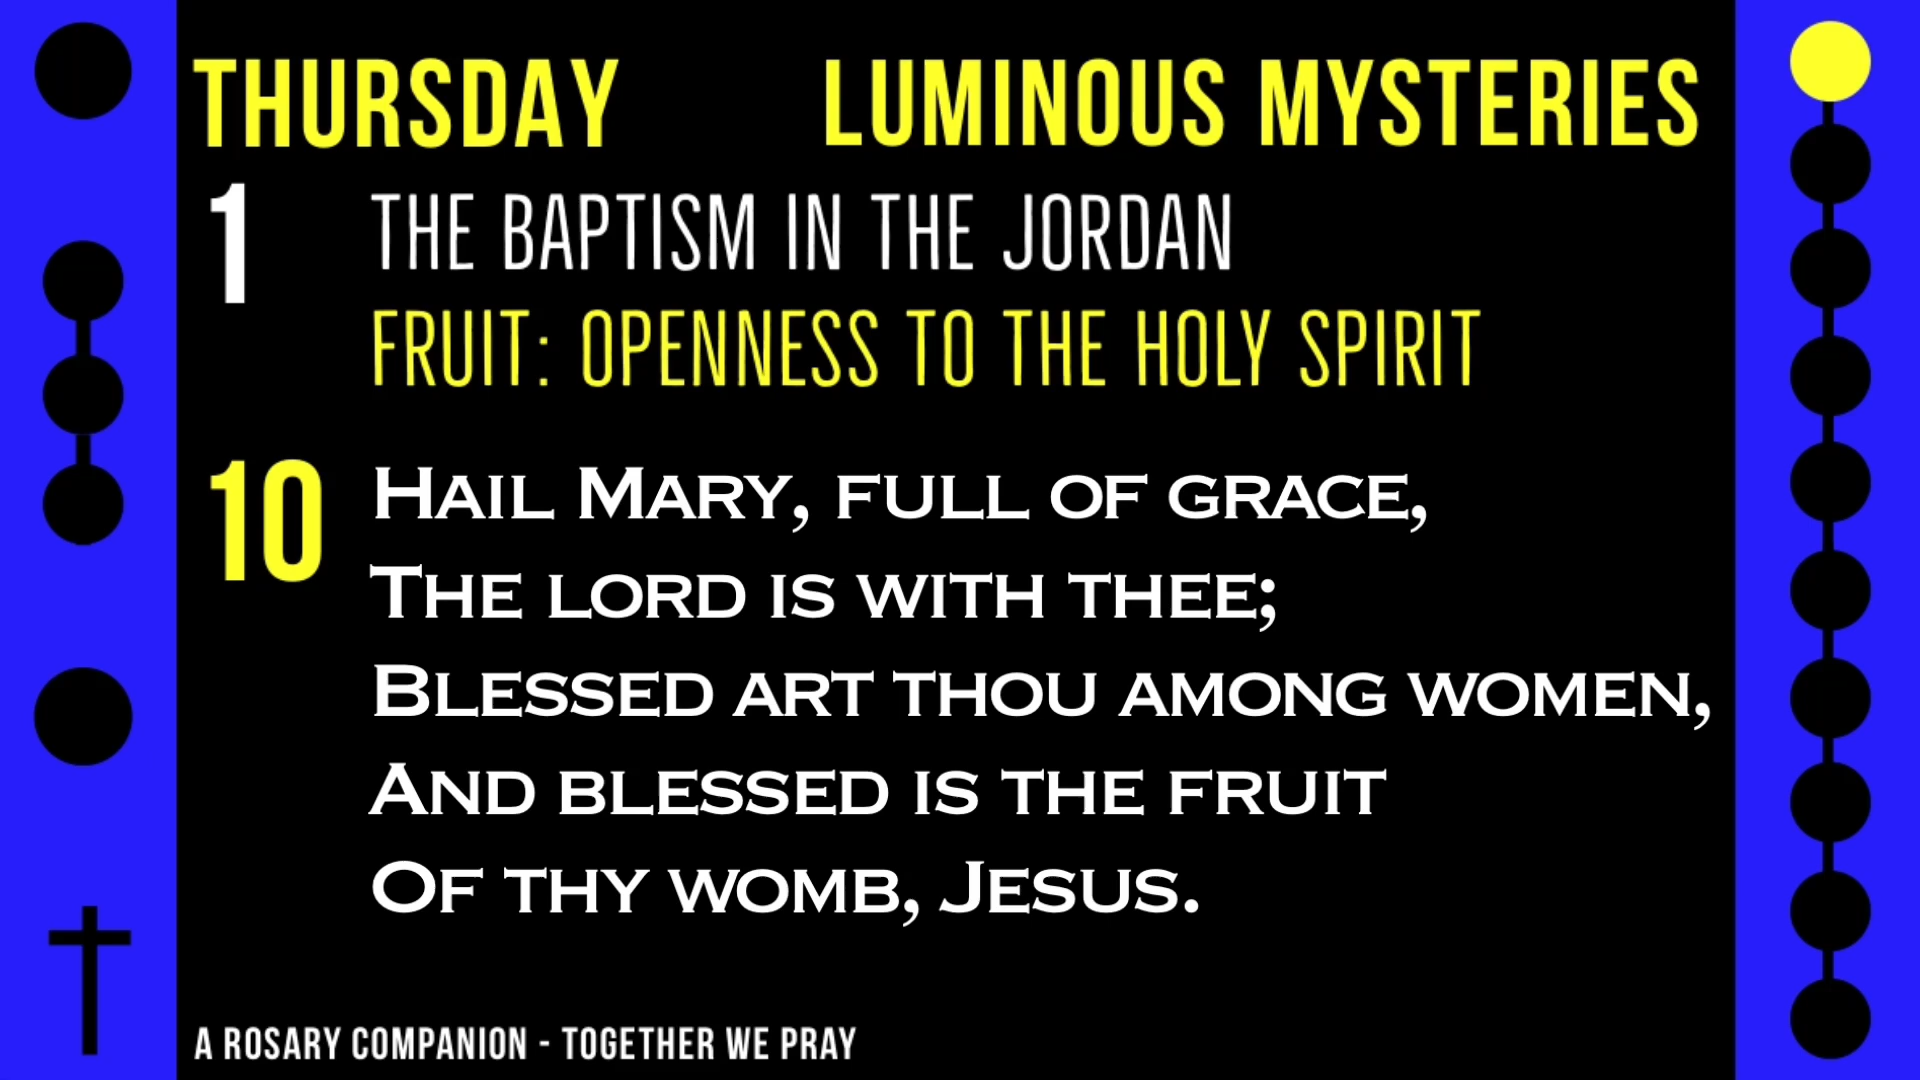 THURSDAY LUMINOUS MYSTERIES
1 THE BAPTISM IN THE JORDAN
FRUIT: OPENNESS TO THE HOLY SPIRIT
10 HAIL MARY, FULL OF GRACE,
THE LORD IS WITH THEE;
BLESSED ART THOU AMONG WOMEN,
AND BLESSED IS THE FRUIT
OF THY WOMB, JESUS.
A ROSARY COMPANION - TOGETHER WE PRAY